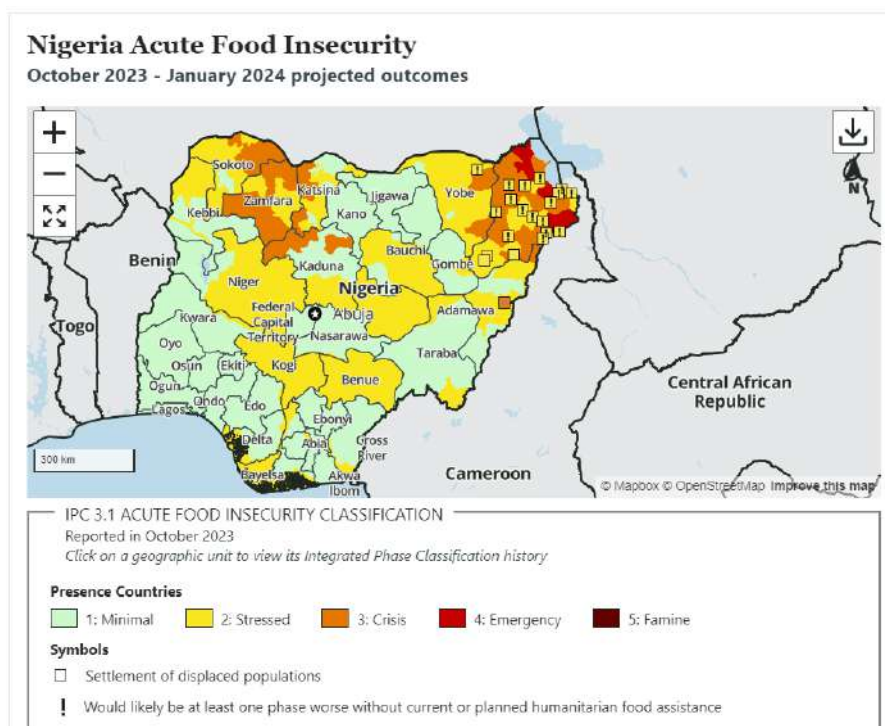 Nigeria Acute Food Insecurity
October 2023 - January 2024 projected outcomes
+
−
N
Sokoto
Katsina
Zamfara
Jigawa
Yobe
Kebbi
Kano
Benin
Bauchi
Gombe
Kaduna
Niger
Nigeria
Federal
Capital
Territory
Abuja
Adamawa
Togo
Kwara
Nasarawa
Oyo
Taraba
Osun
Ekiti
Kogi
Benue
Ogun
Central African
Republic
Lagos
Ondo
Edo
Ebonyi
Delta
Abia
Cross
River
300 km
Bayelsa
Akwa
Ibom
Cameroon
© Mapbox © OpenStreetMap Improve this map
IPC 3.1 ACUTE FOOD INSECURITY CLASSIFICATION
Reported in October 2023
Click on a geographic unit to view its Integrated Phase Classification history
Presence Countries
1: Minimal 2: Stressed 3: Crisis 4: Emergency 5: Famine
Symbols
Settlement of displaced populations
! Would likely be at least one phase worse without current or planned humanitarian food assistance